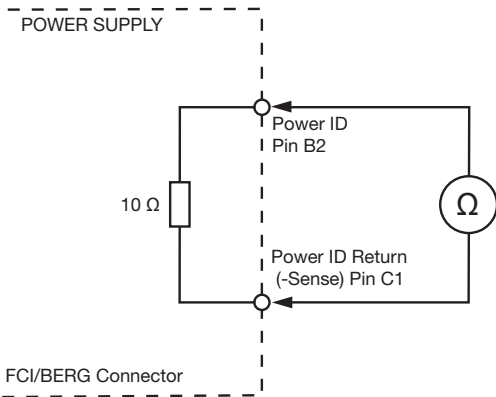 POWER SUPPLY
Power ID
Pin B2
10 Ω
Ω
Power ID Return
(-Sense) Pin C1
FCI/BERG Connector